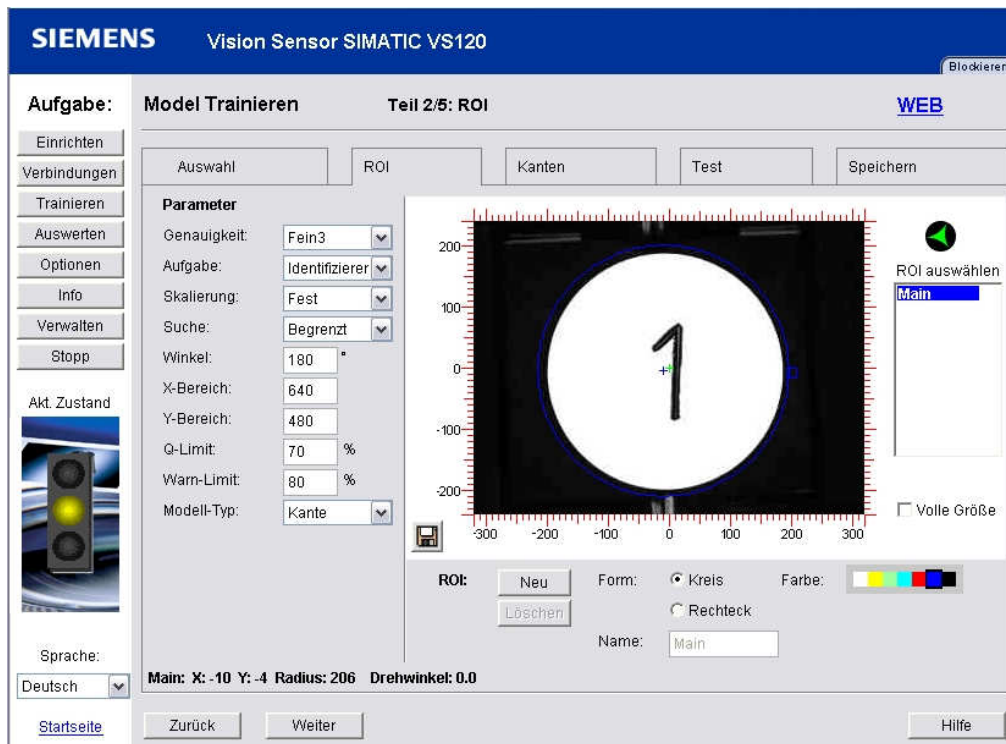 SIEMENS Vision Sensor SIMATIC VS120
Blockieren
Aufgabe: Model Trainieren Teil 2/5: ROI WEB
Einrichten
Verbindungen
Trainieren
Auswerten
Optionen
Info
Verwalten
Stopp
Akt. Zustand
Sprache:
Deutsch
Startseite
Auswahl ROI Kanten Test Speichern
Parameter
Genauigkeit: Fein3
Aufgabe: Identifizierer
Skalierung: Fest
Suche: Begrenzt
Winkel: 180 °
X-Bereich: 640
Y-Bereich: 480
Q-Limit: 70 %
Warn-Limit: 80 %
Modell-Typ: Kante
200
100
0
-100
-200
-300 -200 -100 0 100 200 300
1
ROI auswählen
Main
Volle Größe
ROI: Neu Form: Kreis Farbe:
Löschen Rechteck
Name: Main
Main: X: -10 Y: -4 Radius: 206 Drehwinkel: 0.0
Zurück Weiter Hilfe